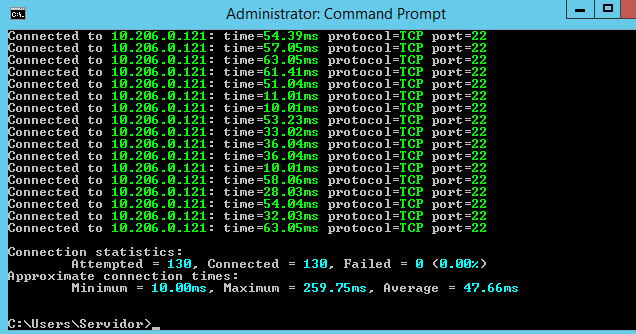 Administrator: Command Prompt
Connected to 10.206.0.121: time=54.39ms protocol=TCP port=22
Connected to 10.206.0.121: time=57.05ms protocol=TCP port=22
Connected to 10.206.0.121: time=63.05ms protocol=TCP port=22
Connected to 10.206.0.121: time=61.41ms protocol=TCP port=22
Connected to 10.206.0.121: time=51.04ms protocol=TCP port=22
Connected to 10.206.0.121: time=11.01ms protocol=TCP port=22
Connected to 10.206.0.121: time=10.01ms protocol=TCP port=22
Connected to 10.206.0.121: time=53.23ms protocol=TCP port=22
Connected to 10.206.0.121: time=33.02ms protocol=TCP port=22
Connected to 10.206.0.121: time=36.04ms protocol=TCP port=22
Connected to 10.206.0.121: time=36.04ms protocol=TCP port=22
Connected to 10.206.0.121: time=10.01ms protocol=TCP port=22
Connected to 10.206.0.121: time=58.06ms protocol=TCP port=22
Connected to 10.206.0.121: time=28.03ms protocol=TCP port=22
Connected to 10.206.0.121: time=54.04ms protocol=TCP port=22
Connected to 10.206.0.121: time=32.03ms protocol=TCP port=22
Connected to 10.206.0.121: time=63.05ms protocol=TCP port=22
Connection statistics:
Attempted = 130, Connected = 130, Failed = 0 (0.00%)
Approximate connection times:
Minimum = 10.00ms, Maximum = 259.75ms, Average = 47.66ms
C:\Users\Servidor>_